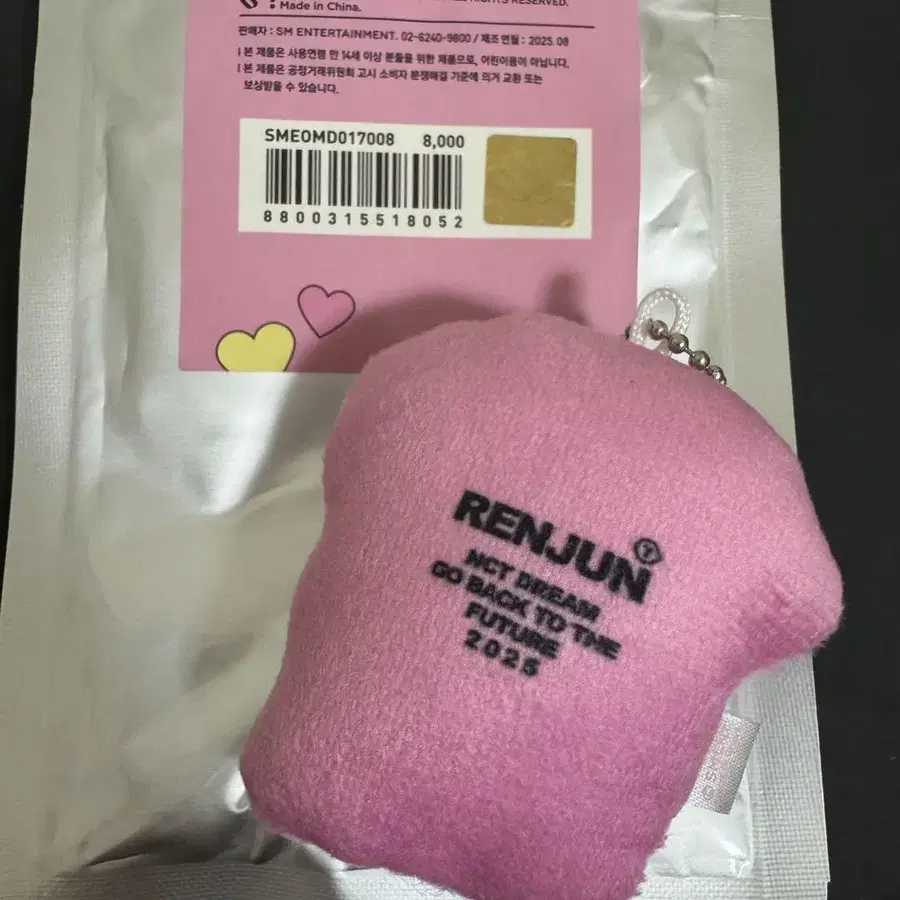 RIGHTS RESERVED.
Made in China.
판매자 : SM ENTERTAINMENT. 02-6240-9800 / 제조연월 : 2025.08
본 제품은 사용연령 만 14세 이상 분들을 위한 제품으로, 어린이용이 아닙니다.
본 제품은 공정거래위원회 고시 소비자 분쟁해결 기준에 의거 교환 또는
보상받을 수 있습니다.
SMEOMD017008 8,000
8800315518052
RENJUN
NCT DREAM
GO BACK TO THE
FUTURE
2025